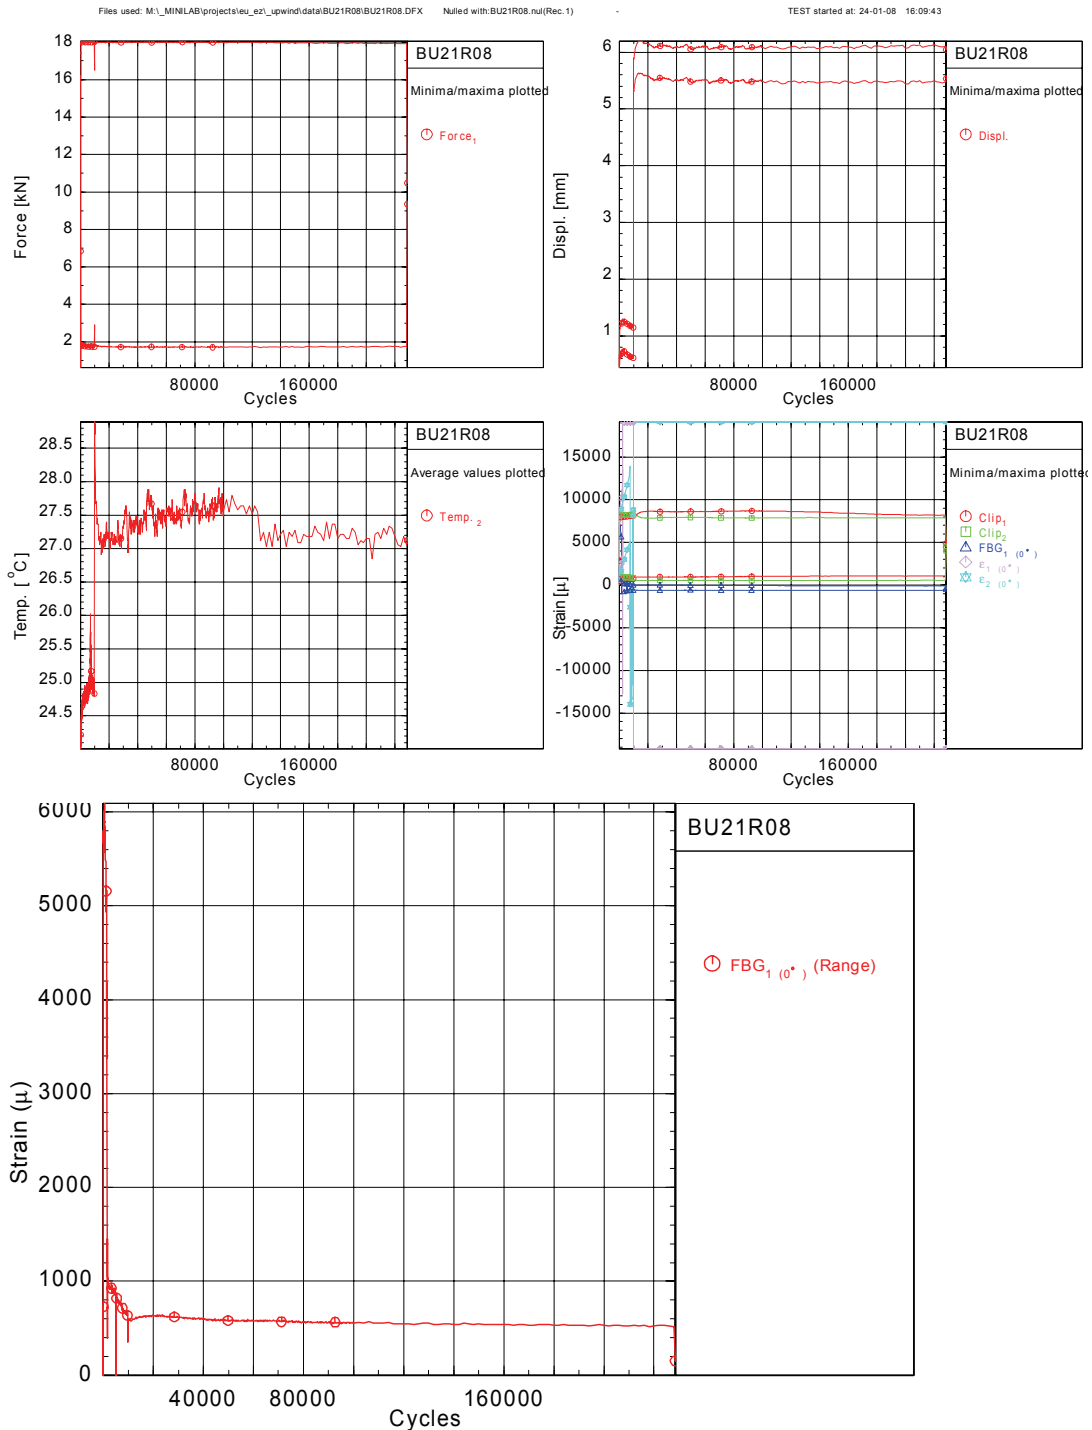 Files used: M:\_MINILAB\projects\eu_ez\_upwind\data\BU21R08\BU21R08.DFX Nulled with:BU21R08.nul(Rec.1) - TEST started at: 24-01-08 16:09:43
18
16
14
12
10
8
6
4
2
Force [kN]
80000 160000
Cycles
BU21R08
Minima/maxima plotted
Force1
6
5
4
3
2
1
Displ. [mm]
80000 160000
Cycles
BU21R08
Minima/maxima plotted
Displ.
28.5
28.0
27.5
27.0
26.5
26.0
25.5
25.0
24.5
Temp. [°C]
80000 160000
Cycles
BU21R08
Average values plotted
Temp. 2
15000
10000
5000
0
-5000
-10000
-15000
Strain [µ]
80000 160000
Cycles
BU21R08
Minima/maxima plotted
Clip1
Clip2
FBG1 (0°)
ε1 (0°)
ε2 (0°)
6000
5000
4000
3000
2000
1000
0
Strain (µ)
40000 80000 160000
Cycles
BU21R08
FBG1 (0°) (Range)